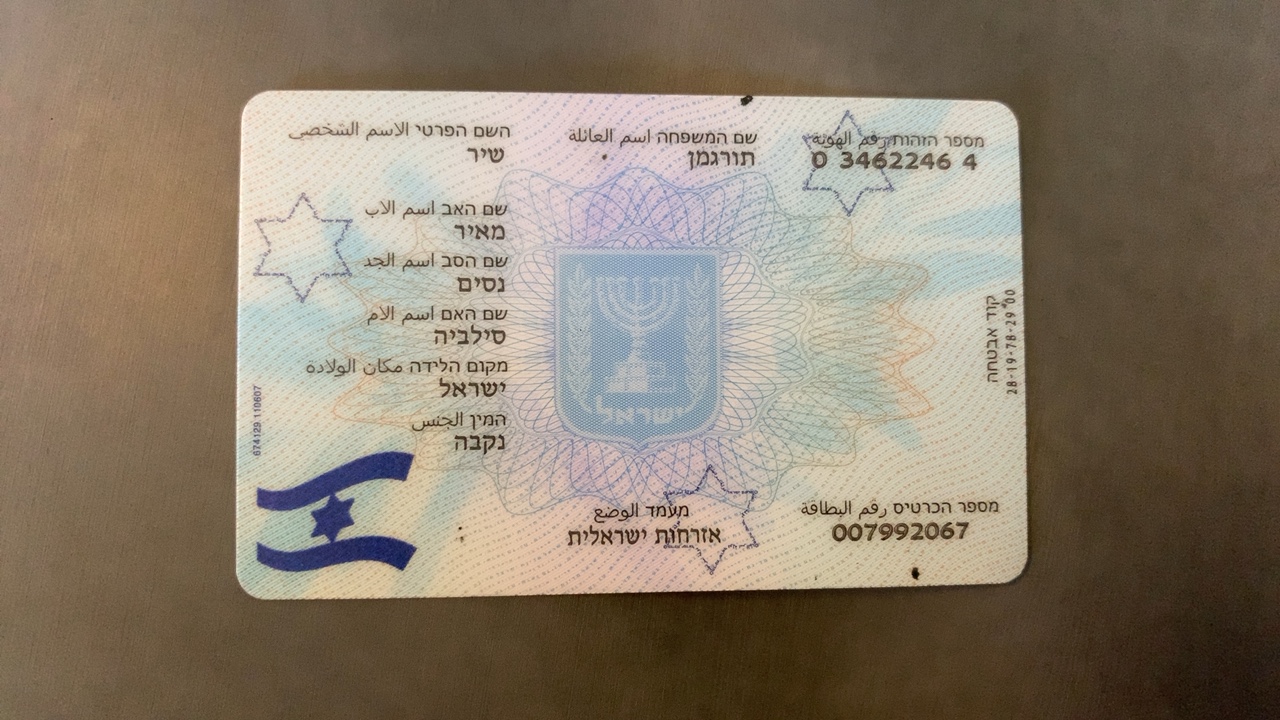 מספר הזהות رقم الهوية
0 3462246 4
שם המשפחה اسم العائلة
תורגמן
השם הפרטי الاسم الشخصي
שיר
שם האב اسم الاب
מאיר
שם הסב اسم الجد
נסים
שם האם اسم الام
סילביה
מקום הלידה مكان الولادة
ישראל
המין الجنس
נקבה
ישראל
קוד אבטחה
28-19-78-29*00
674129 110607
מעמד الوضع
אזרחות ישראלית
מספר הכרטיס رقم البطاقة
007992067